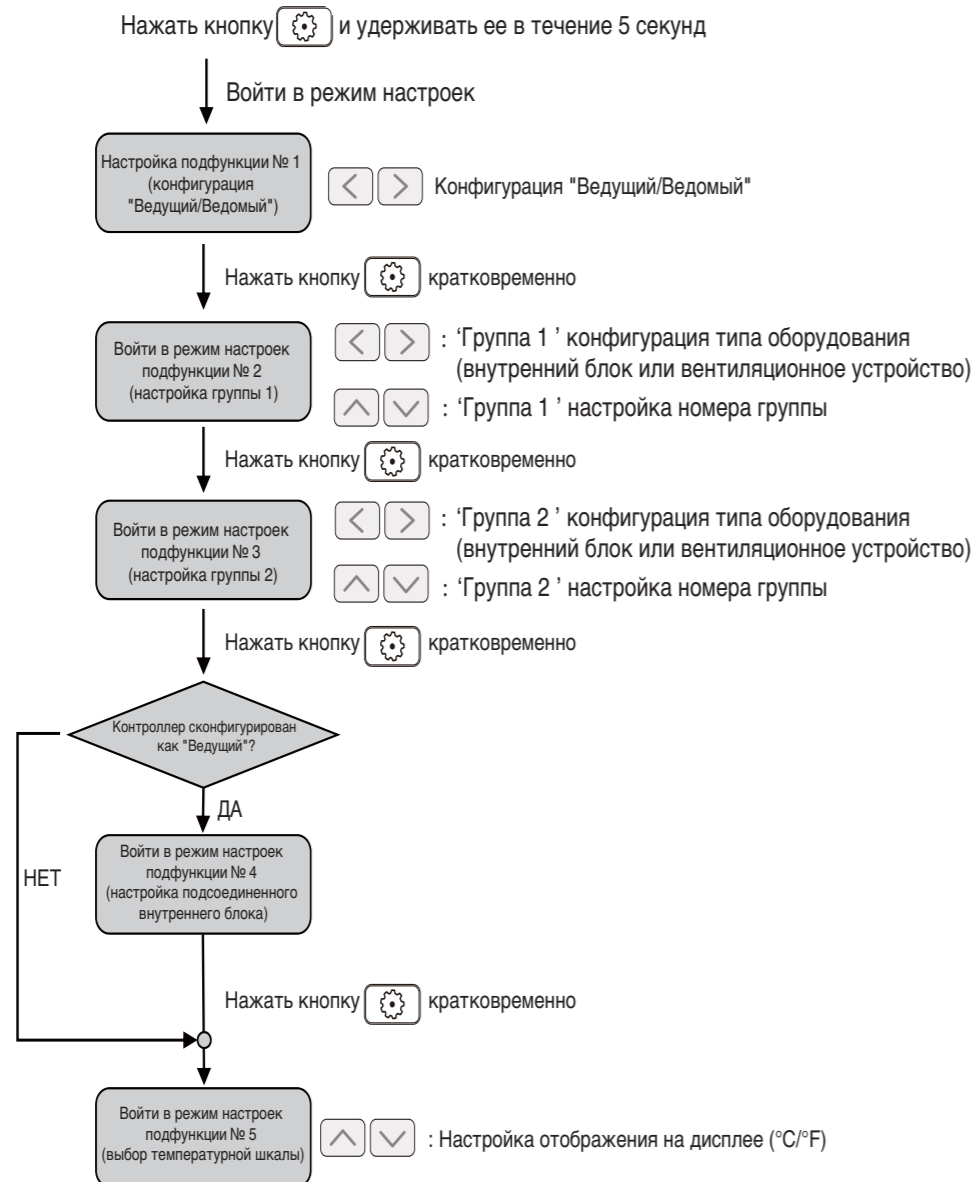 Нажать кнопку и удерживать ее в течение 5 секунд
Войти в режим настроек
Настройка подфункции № 1
(конфигурация
"Ведущий/Ведомый")
Конфигурация "Ведущий/Ведомый"
Нажать кнопку кратковременно
Войти в режим настроек
подфункции № 2
(настройка группы 1)
: ‘Группа 1 ’ конфигурация типа оборудования
(внутренний блок или вентиляционное устройство)
: ‘Группа 1 ’ настройка номера группы
Нажать кнопку кратковременно
Войти в режим настроек
подфункции № 3
(настройка группы 2)
: ‘Группа 2 ’ конфигурация типа оборудования
(внутренний блок или вентиляционное устройство)
: ‘Группа 2 ’ настройка номера группы
Нажать кнопку кратковременно
Контроллер сконфигурирован
как "Ведущий"?
ДА
НЕТ
Войти в режим настроек
подфункции № 4
(настройка подсоединенного
внутреннего блока)
Нажать кнопку кратковременно
Войти в режим настроек
подфункции № 5
(выбор температурной шкалы)
: Настройка отображения на дисплее (°C/°F)